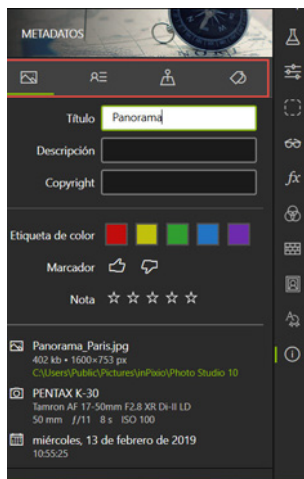 METADATOS
Título Panorama
Descripción
Copyright
Etiqueta de color
Marcador
Nota
Panorama_Paris.jpg
402 kb • 1600×753 px
C:\Users\Public\Pictures\inPixio\Photo Studio 10
PENTAX K-30
Tamron AF 17-50mm F2.8 XR Di-II LD
50 mm ƒ/11 8 s ISO 100
miércoles, 13 de febrero de 2019
10:55:25
fx